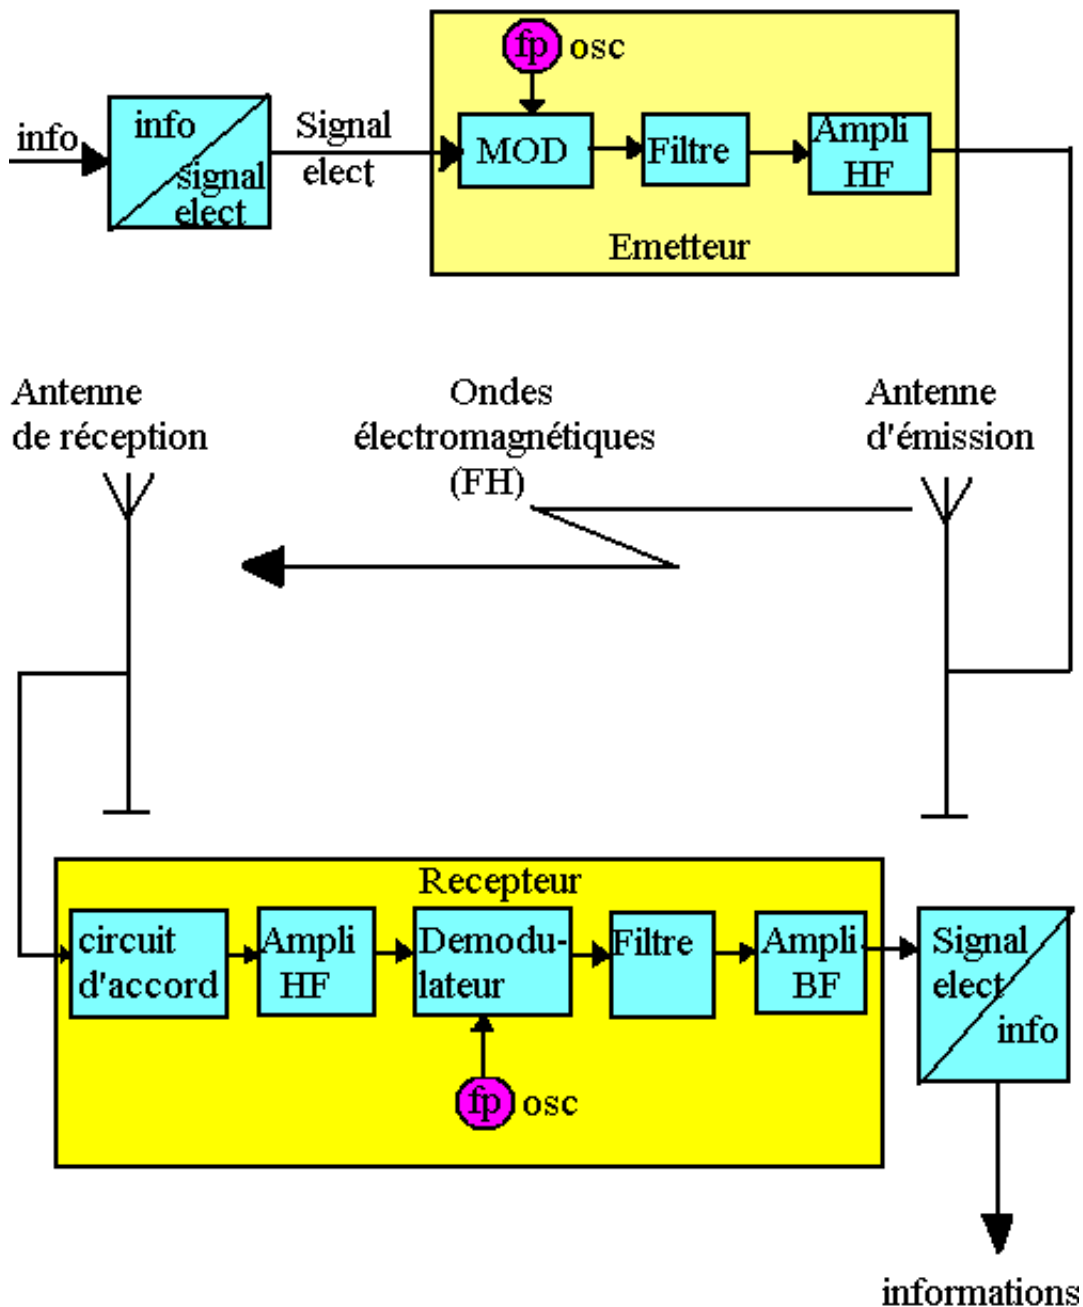 info
info
signal
elect
Signal
elect
fp osc
MOD
Filtre
Ampli
HF
Emetteur
Antenne
de réception
Ondes
électromagnétiques
(FH)
Antenne
d'émission
Recepteur
circuit
d'accord
Ampli
HF
Demodu-
lateur
Filtre
Ampli
BF
fp osc
Signal
elect
info
informations